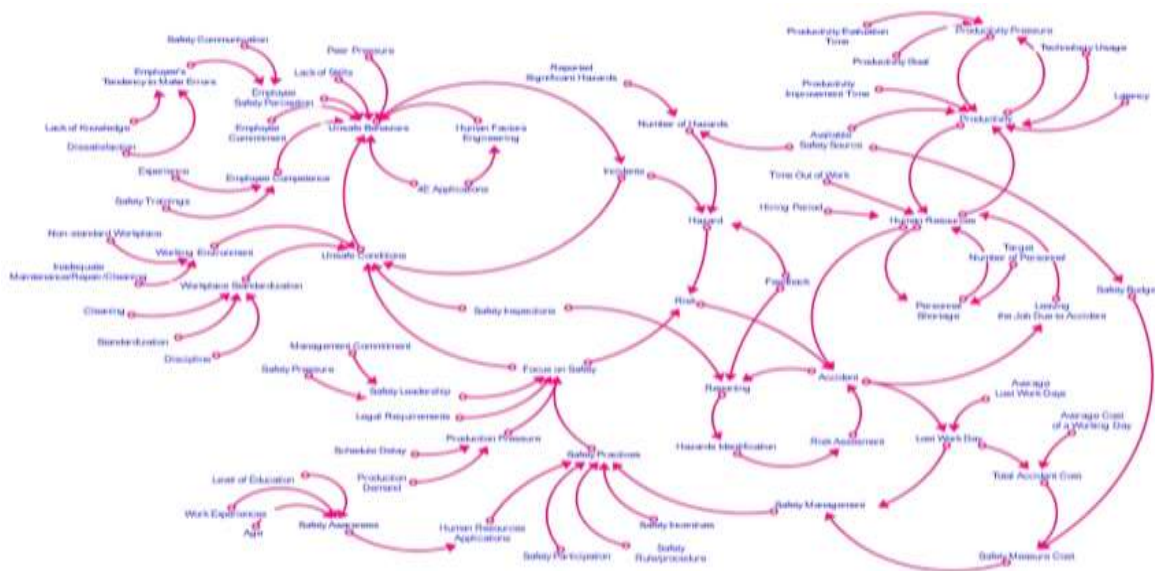 Safety Communication
Employee's
Tendency to Make Errors
Lack of Knowledge
Dissatisfaction
Experience
Safety Trainings
Peer Pressure
Lack of Skills
Employee
Safety Perception
Employee
Commitment
Unsafe Behaviors
Employee Competence
Human Factors
Engineering
4E Applications
Reported
Significant Hazards
Number of Hazards
Incidents
Hazard
Feedback
Risk
Productivity Evaluation
Time
Productivity Goal
Productivity Pressure
Technology Usage
Productivity
Improvement Time
Latency
Productivity
Available
Safety Source
Time Out of Work
Hiring Period
Human Resources
Target
Number of Personnel
Personnel
Shortage
Leaving
the Job Due to Accident
Safety Budget
Non-standard Workplace
Working Environment
Inadequate
Maintenance/Repair/Cleaning
Workplace Standardization
Unsafe Conditions
Cleaning
Standardization
Discipline
Safety Inspections
Management Commitment
Safety Pressure
Safety Leadership
Focus on Safety
Legal Requirements
Production Pressure
Schedule Delay
Production
Demand
Reporting
Accident
Hazards Identification
Risk Assessment
Average
Lost Work Days
Average Cost
of a Working Day
Lost Work Day
Total Accident Cost
Safety Practices
Level of Education
Work Experiences
Age
Safety Awareness
Human Resources
Applications
Safety Participation
Safety Incentives
Safety
Rule/procedure
Safety Management
Safety Measure Cost